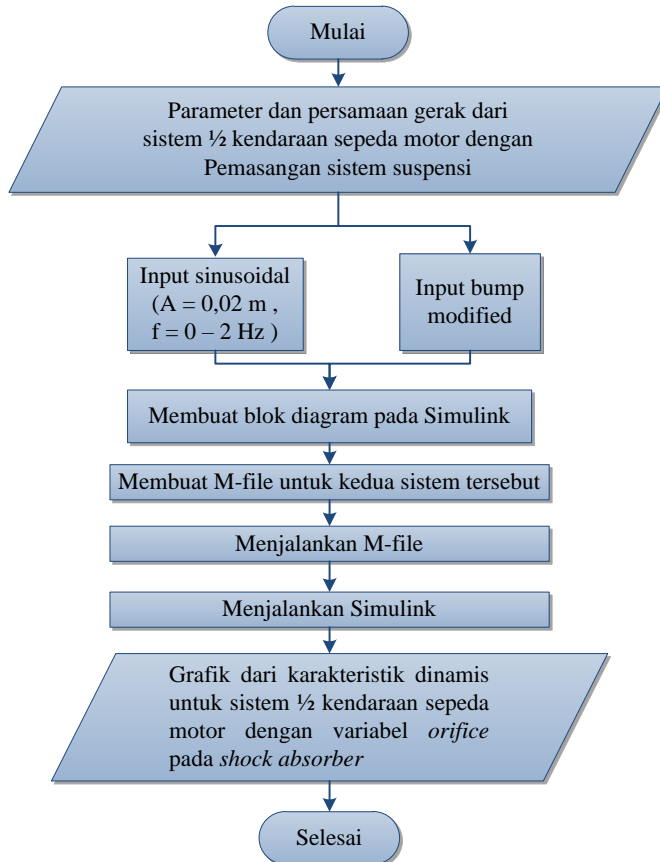 Mulai
Parameter dan persamaan gerak dari
sistem ½ kendaraan sepeda motor dengan
Pemasangan sistem suspensi
Input sinusoidal
(A = 0,02 m ,
f = 0 – 2 Hz )
Input bump
modified
Membuat blok diagram pada Simulink
Membuat M-file untuk kedua sistem tersebut
Menjalankan M-file
Menjalankan Simulink
Grafik dari karakteristik dinamis
untuk sistem ½ kendaraan sepeda
motor dengan variabel orifice
pada shock absorber
Selesai